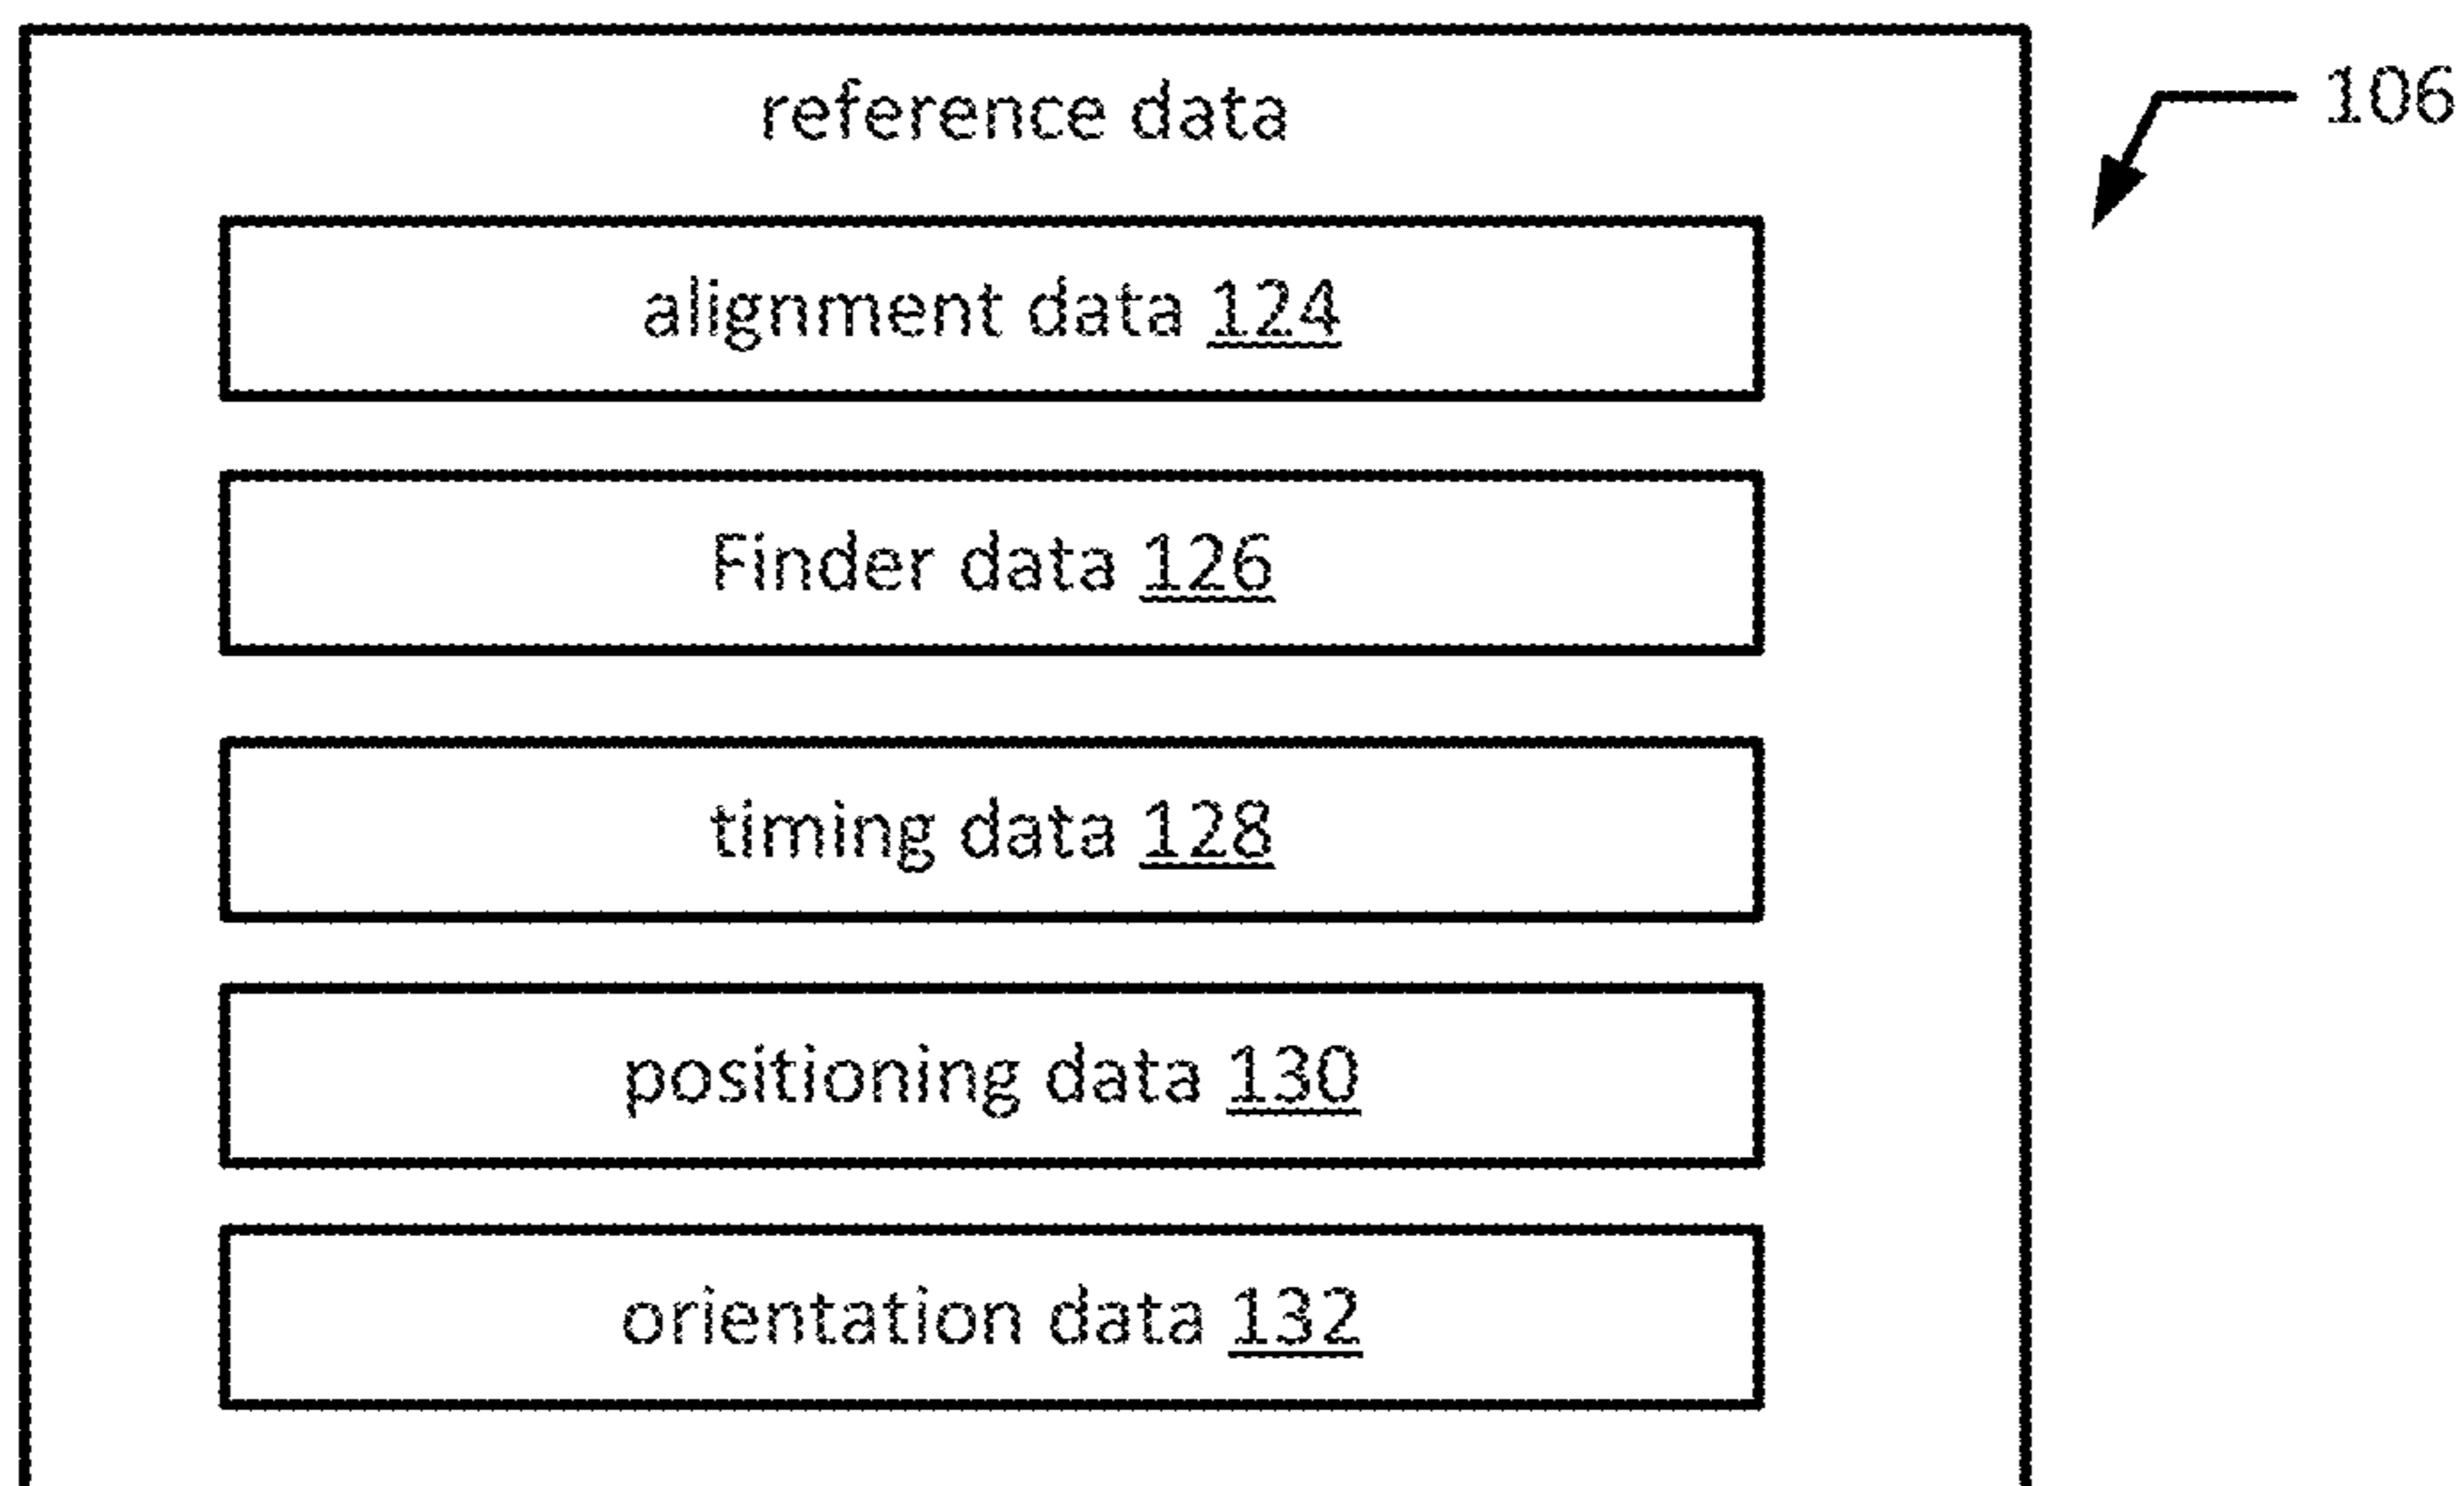 reference data
106
alignment data 124
Finder data 126
timing data 128
positioning data 130
orientation data 132